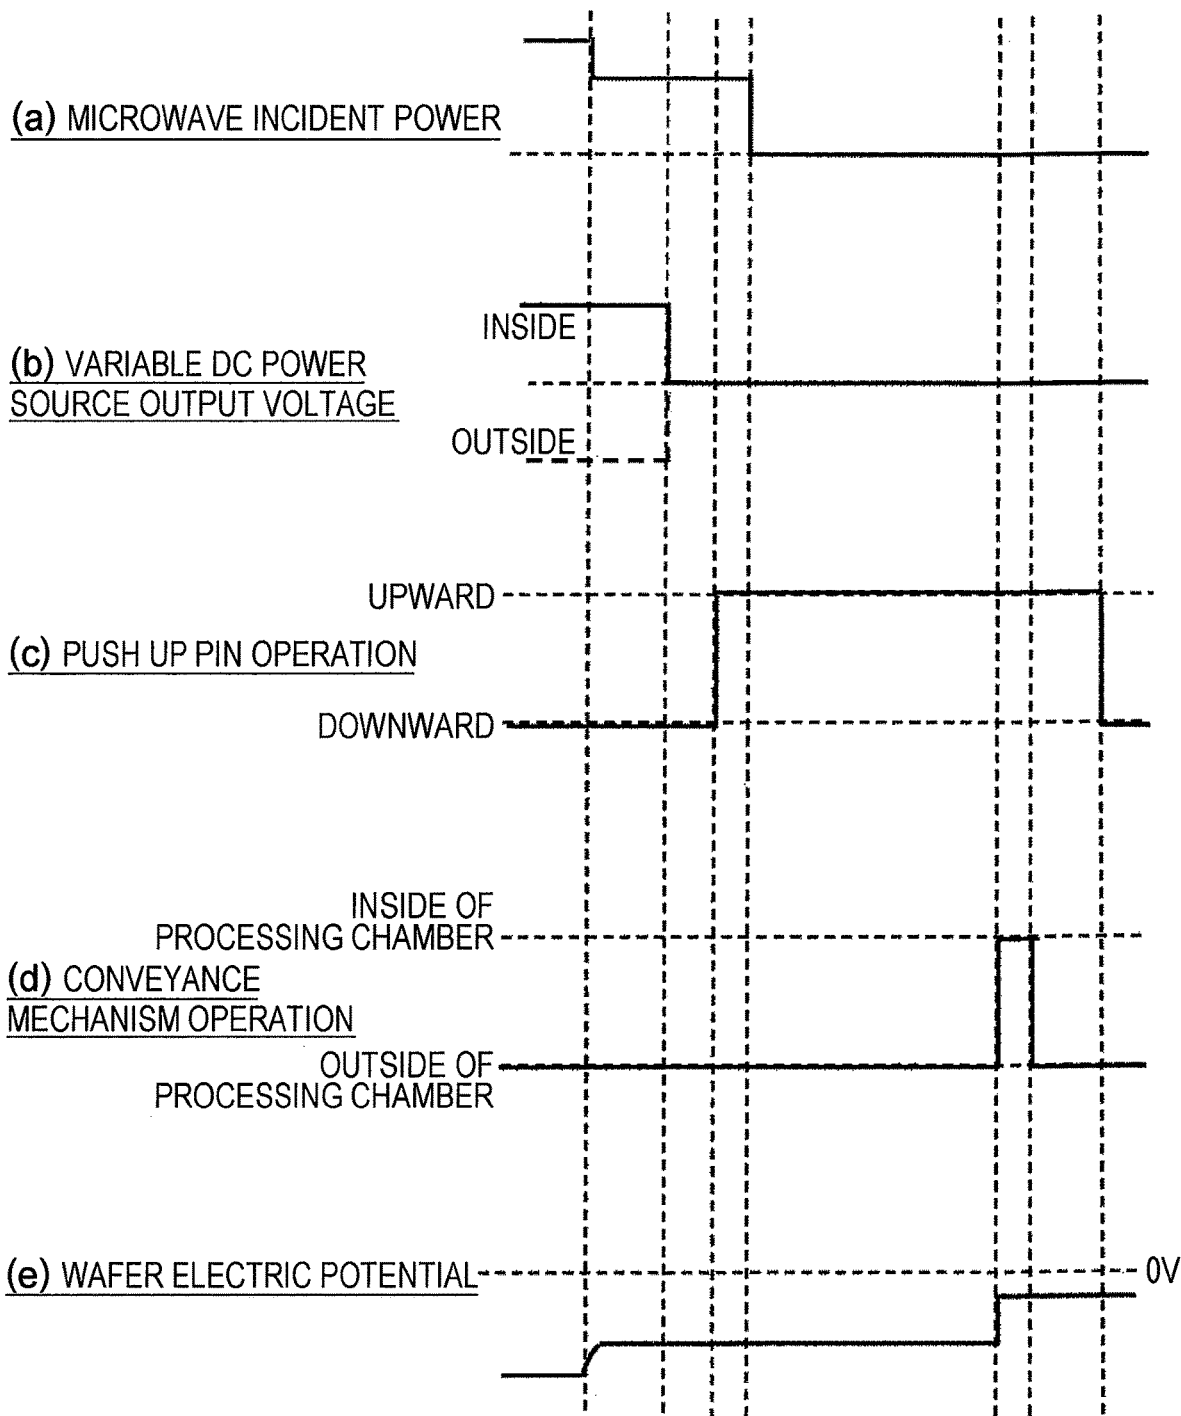 (a) MICROWAVE INCIDENT POWER
INSIDE
(b) VARIABLE DC POWER
SOURCE OUTPUT VOLTAGE
OUTSIDE
UPWARD
(c) PUSH UP PIN OPERATION
DOWNWARD
INSIDE OF
PROCESSING CHAMBER
(d) CONVEYANCE
MECHANISM OPERATION
OUTSIDE OF
PROCESSING CHAMBER
(e) WAFER ELECTRIC POTENTIAL
0V